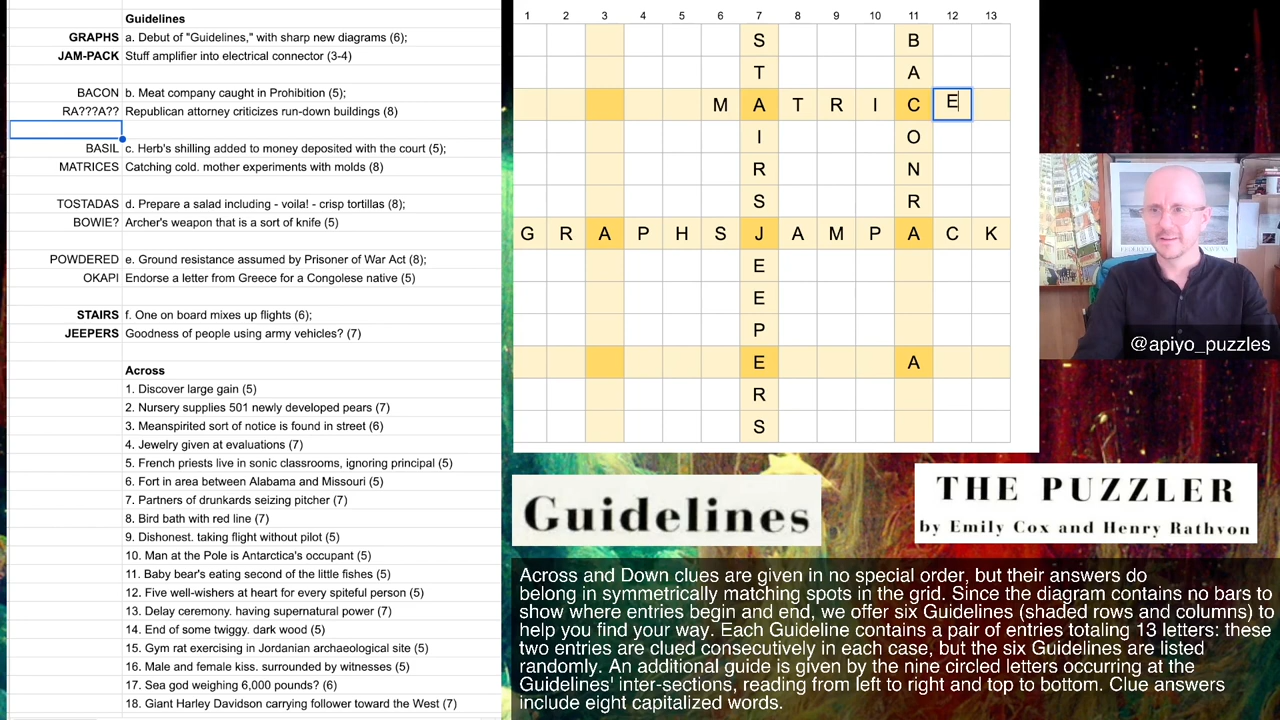 Guidelines
GRAPHS a. Debut of "Guidelines," with sharp new diagrams (6);
JAM-PACK Stuff amplifier into electrical connector (3-4)
BACON b. Meat company caught in Prohibition (5);
RA???A?? Republican attorney criticizes run-down buildings (8)
BASIL c. Herb's shilling added to money deposited with the court (5);
MATRICES Catching cold. mother experiments with molds (8)
TOSTADAS d. Prepare a salad including - voila! - crisp tortillas (8);
BOWIE? Archer's weapon that is a sort of knife (5)
POWDERED e. Ground resistance assumed by Prisoner of War Act (8);
OKAPI Endorse a letter from Greece for a Congolese native (5)
STAIRS f. One on board mixes up flights (6);
JEEPERS Goodness of people using army vehicles? (7)
Across
1. Discover large gain (5)
2. Nursery supplies 501 newly developed pears (7)
3. Meanspirited sort of notice is found in street (6)
4. Jewelry given at evaluations (7)
5. French priests live in sonic classrooms, ignoring principal (5)
6. Fort in area between Alabama and Missouri (5)
7. Partners of drunkards seizing pitcher (7)
8. Bird bath with red line (7)
9. Dishonest. taking flight without pilot (5)
10. Man at the Pole is Antarctica's occupant (5)
11. Baby bear's eating second of the little fishes (5)
12. Five well-wishers at heart for every spiteful person (5)
13. Delay ceremony. having supernatural power (7)
14. End of some twiggy. dark wood (5)
15. Gym rat exercising in Jordanian archaeological site (5)
16. Male and female kiss. surrounded by witnesses (5)
17. Sea god weighing 6,000 pounds? (6)
18. Giant Harley Davidson carrying follower toward the West (7)
1 2 3 4 5 6 7 8 9 10 11 12 13
S B
T A
M A T R I C E
I O
R N
S R
G R A P H S J A M P A C K
E
E
P
E A
R
S
@apiyo_puzzles
Guidelines
THE PUZZLER
by Emily Cox and Henry Rathvon
Across and Down clues are given in no special order, but their answers do
belong in symmetrically matching spots in the grid. Since the diagram contains no bars to
show where entries begin and end, we offer six Guidelines (shaded rows and columns) to
help you find your way. Each Guideline contains a pair of entries totaling 13 letters: these
two entries are clued consecutively in each case, but the six Guidelines are listed
randomly. An additional guide is given by the nine circled letters occurring at the
Guidelines' inter-sections, reading from left to right and top to bottom. Clue answers
include eight capitalized words.